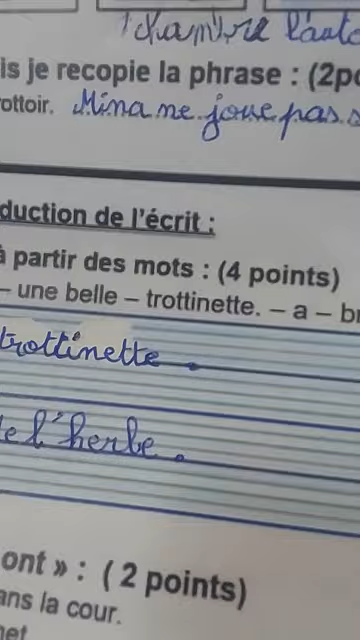 chambre l'auto
is je recopie la phrase : (2po
ottoir. Mina ne joue pas s
duction de l'écrit :
à partir des mots : (4 points)
– une belle – trottinette. – a – br
trottinette.
e l'herbe.
ont » : ( 2 points)
ans la cour.